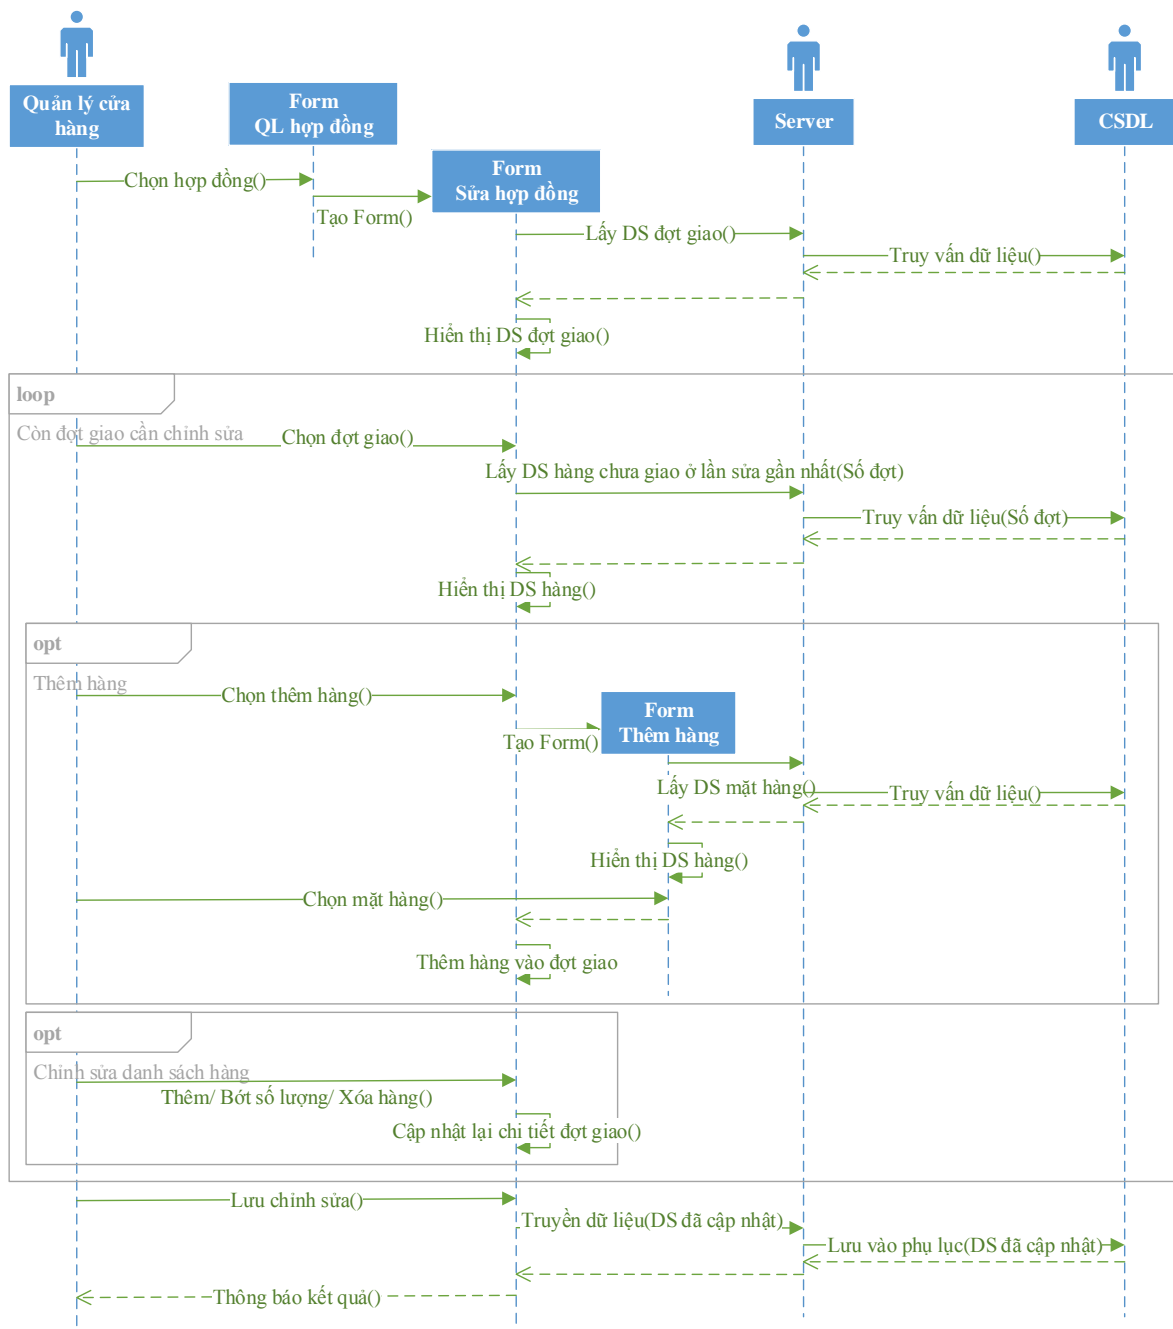 Quản lý cửa
hàng
Form
QL hợp đồng
Form
Sửa hợp đồng
Server
CSDL
Chọn hợp đồng()
Tạo Form()
Lấy DS đợt giao()
Truy vấn dữ liệu()
Hiển thị DS đợt giao()
loop
Còn đợt giao cần chỉnh sửa
Chọn đợt giao()
Lấy DS hàng chưa giao ở lần sửa gần nhất(Số đợt)
Truy vấn dữ liệu(Số đợt)
Hiển thị DS hàng()
opt
Thêm hàng
Chọn thêm hàng()
Form
Thêm hàng
Tạo Form()
Lấy DS mặt hàng()
Truy vấn dữ liệu()
Hiển thị DS hàng()
Chọn mặt hàng()
Thêm hàng vào đợt giao
opt
Chỉnh sửa danh sách hàng
Thêm/ Bớt số lượng/ Xóa hàng()
Cập nhật lại chi tiết đợt giao()
Lưu chỉnh sửa()
Truyền dữ liệu(DS đã cập nhật)
Lưu vào phụ lục(DS đã cập nhật)
Thông báo kết quả()